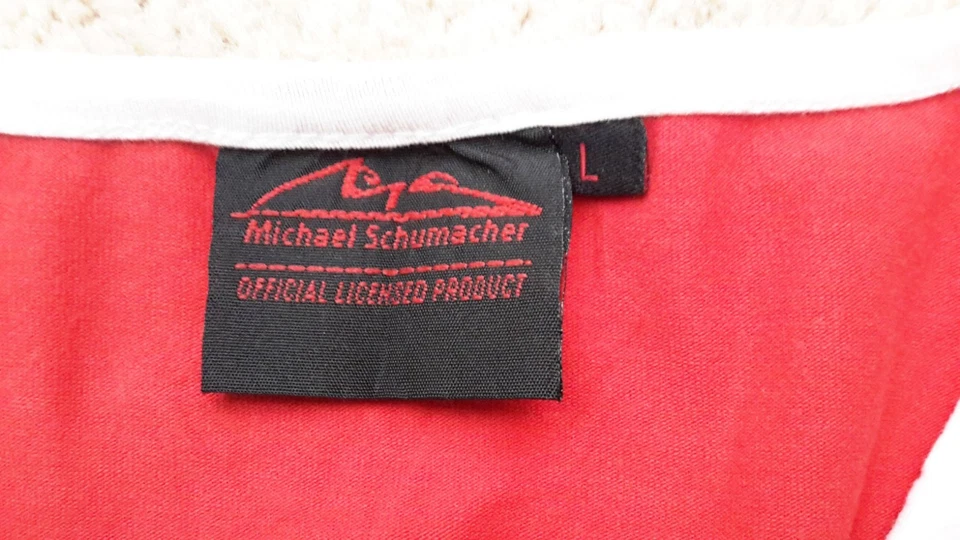 L
Michael Schumacher
OFFICIAL LICENSED PRODUCT